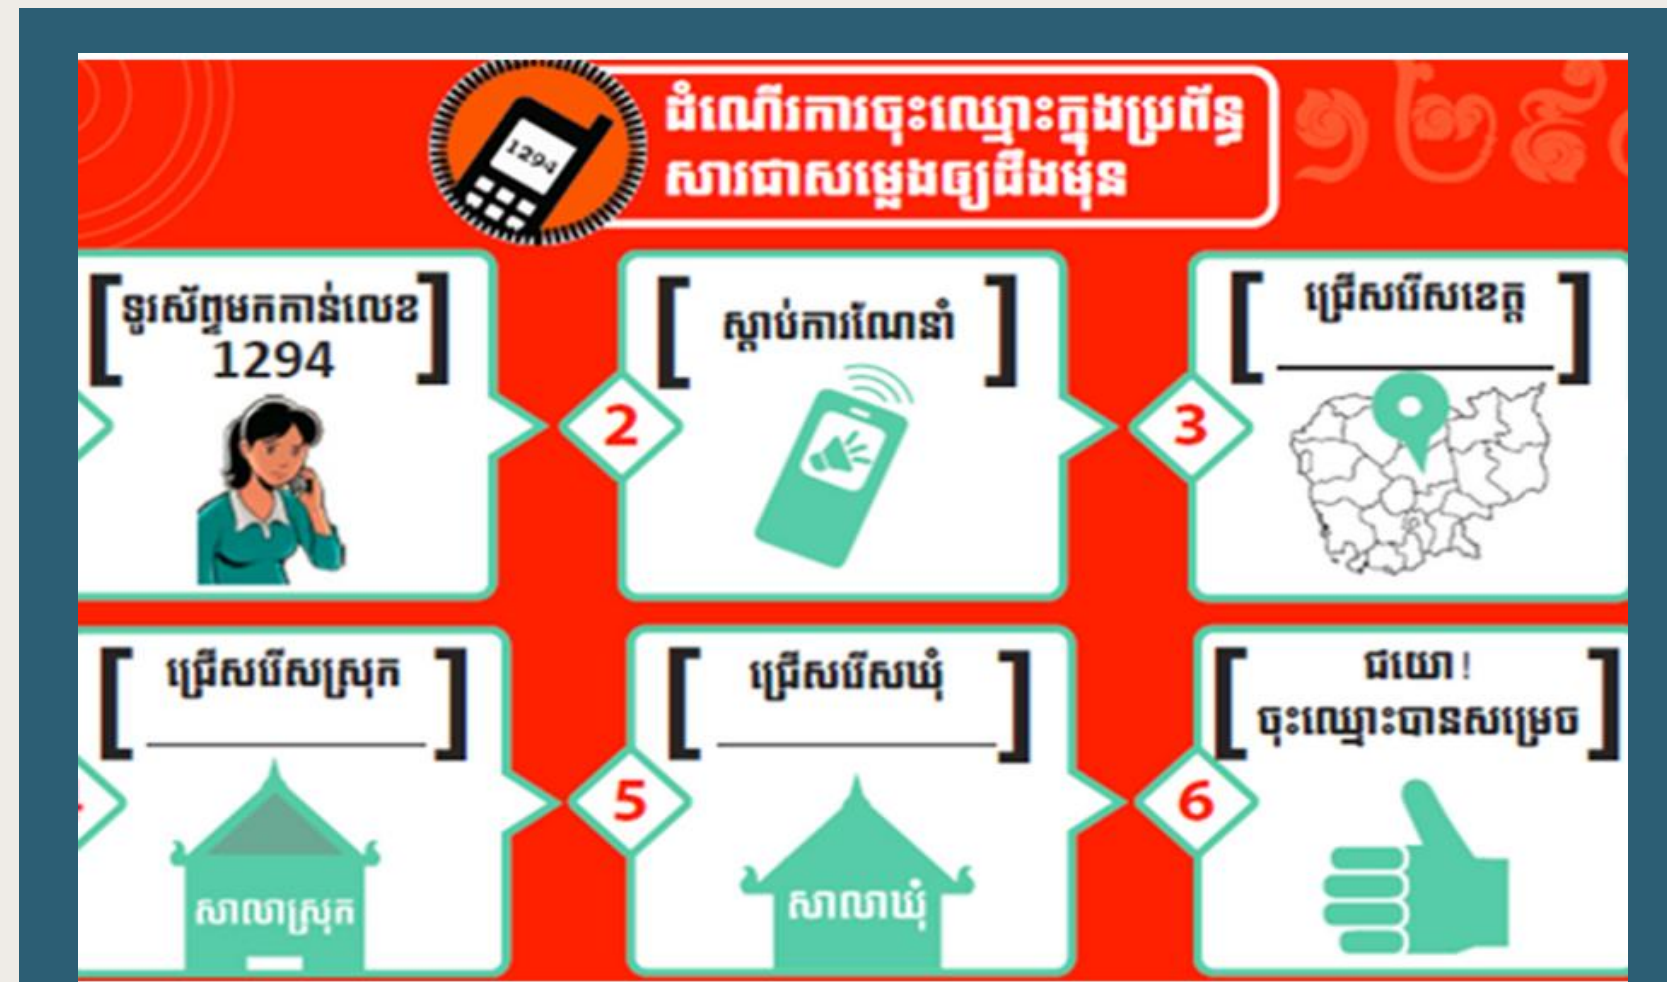 1294
ដំណើរការចុះឈ្មោះក្នុងប្រព័ន្ធ
សារជាសម្លេងឲ្យដឹងមុន
១២៩
ទូរស័ព្ទមកកាន់លេខ
1294
ស្តាប់ការណែនាំ
2
ជ្រើសរើសខេត្ត
3
ជ្រើសរើសស្រុក
សាលាស្រុក
ជ្រើសរើសឃុំ
5
សាលាឃុំ
ជយោ!
ចុះឈ្មោះបានសម្រេច
6